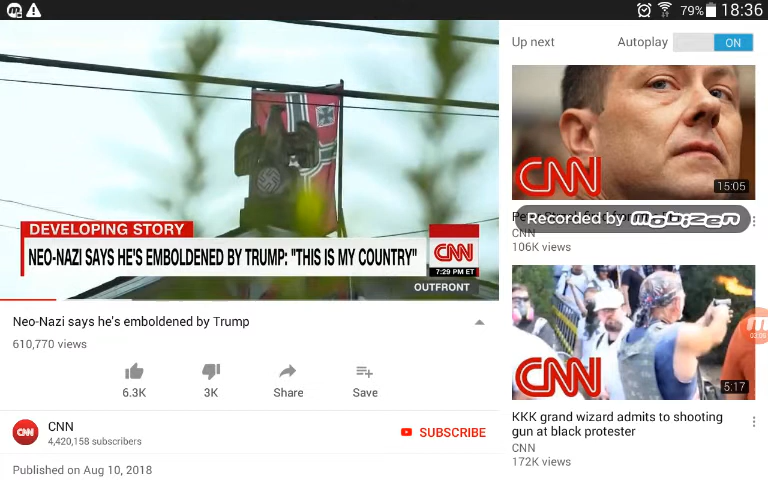 79% 18:36
DEVELOPING STORY
NEO-NAZI SAYS HE'S EMBOLDENED BY TRUMP: "THIS IS MY COUNTRY"
CNN
7:29 PM ET
OUTFRONT
Neo-Nazi says he's emboldened by Trump
610,770 views
6.3K
3K
Share
Save
CNN
CNN
4,420,158 subscribers
SUBSCRIBE
Published on Aug 10, 2018
Up next
Autoplay
ON
CNN
15:05
Recorded by MOBIZEN
CNN
106K views
CNN
5:17
KKK grand wizard admits to shooting
gun at black protester
CNN
172K views